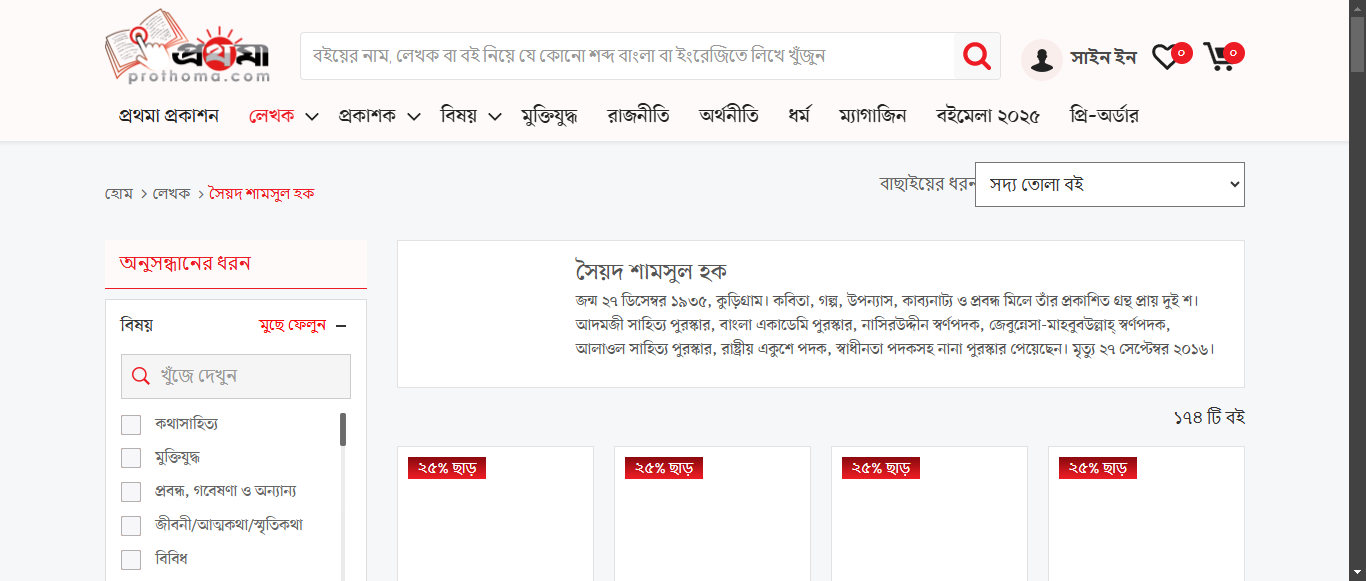 প্রথমা
prothoma.com
বইয়ের নাম, লেখক বা বই নিয়ে যে কোনো শব্দ বাংলা বা ইংরেজিতে লিখে খুঁজুন
সাইন ইন
০
০
প্রথমা প্রকাশন লেখক প্রকাশক বিষয় মুক্তিযুদ্ধ রাজনীতি অর্থনীতি ধর্ম ম্যাগাজিন বইমেলা ২০২৫ প্রি-অর্ডার
হোম > লেখক > সৈয়দ শামসুল হক
বাছাইয়ের ধরন সদ্য তোলা বই
অনুসন্ধানের ধরন
বিষয় মুছে ফেলুন
খুঁজে দেখুন
কথাসাহিত্য
মুক্তিযুদ্ধ
প্রবন্ধ, গবেষণা ও অন্যান্য
জীবনী/আত্মকথা/স্মৃতিকথা
বিবিধ
সৈয়দ শামসুল হক
জন্ম ২৭ ডিসেম্বর ১৯৩৫, কুড়িগ্রাম। কবিতা, গল্প, উপন্যাস, কাব্যনাট্য ও প্রবন্ধ মিলে তাঁর প্রকাশিত গ্রন্থ প্রায় দুই শ।
আদমজী সাহিত্য পুরস্কার, বাংলা একাডেমি পুরস্কার, নাসিরউদ্দীন স্বর্ণপদক, জেবুন্নেসা-মাহবুবউল্লাহ্ স্বর্ণপদক,
আলাওল সাহিত্য পুরস্কার, রাষ্ট্রীয় একুশে পদক, স্বাধীনতা পদকসহ নানা পুরস্কার পেয়েছেন। মৃত্যু ২৭ সেপ্টেম্বর ২০১৬।
১৭৪ টি বই
২৫% ছাড় ২৫% ছাড় ২৫% ছাড় ২৫% ছাড়